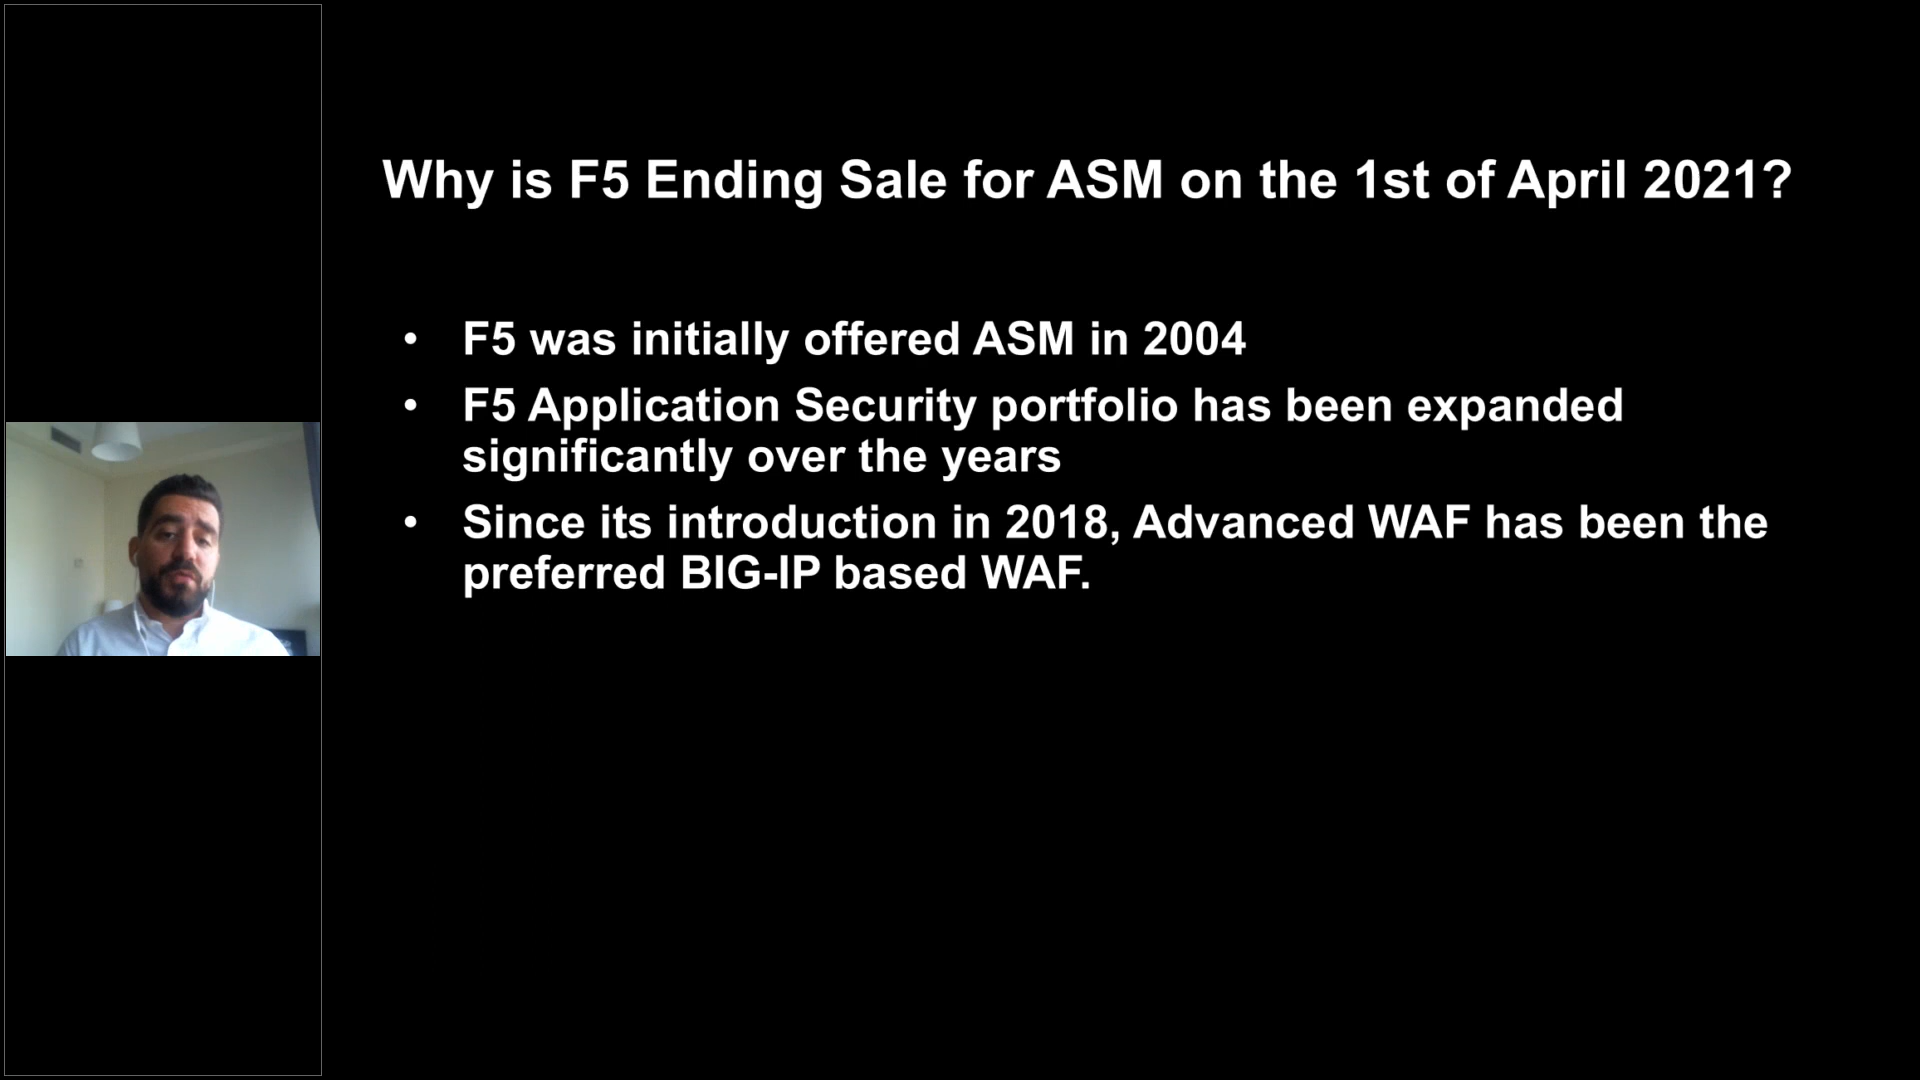 Why is F5 Ending Sale for ASM on the 1st of April 2021?
• F5 was initially offered ASM in 2004
• F5 Application Security portfolio has been expanded
significantly over the years
• Since its introduction in 2018, Advanced WAF has been the
preferred BIG-IP based WAF.